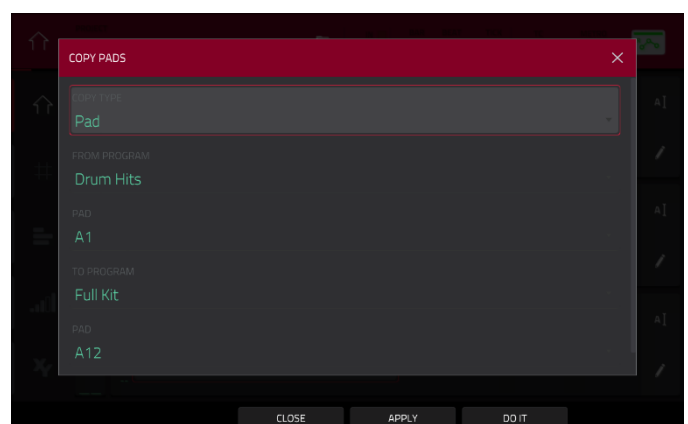 COPY PADS
COPY TYPE
Pad
FROM PROGRAM
Drum Hits
PAD
A1
TO PROGRAM
Full Kit
PAD
A12
A
A
A
CLOSE APPLY DO IT